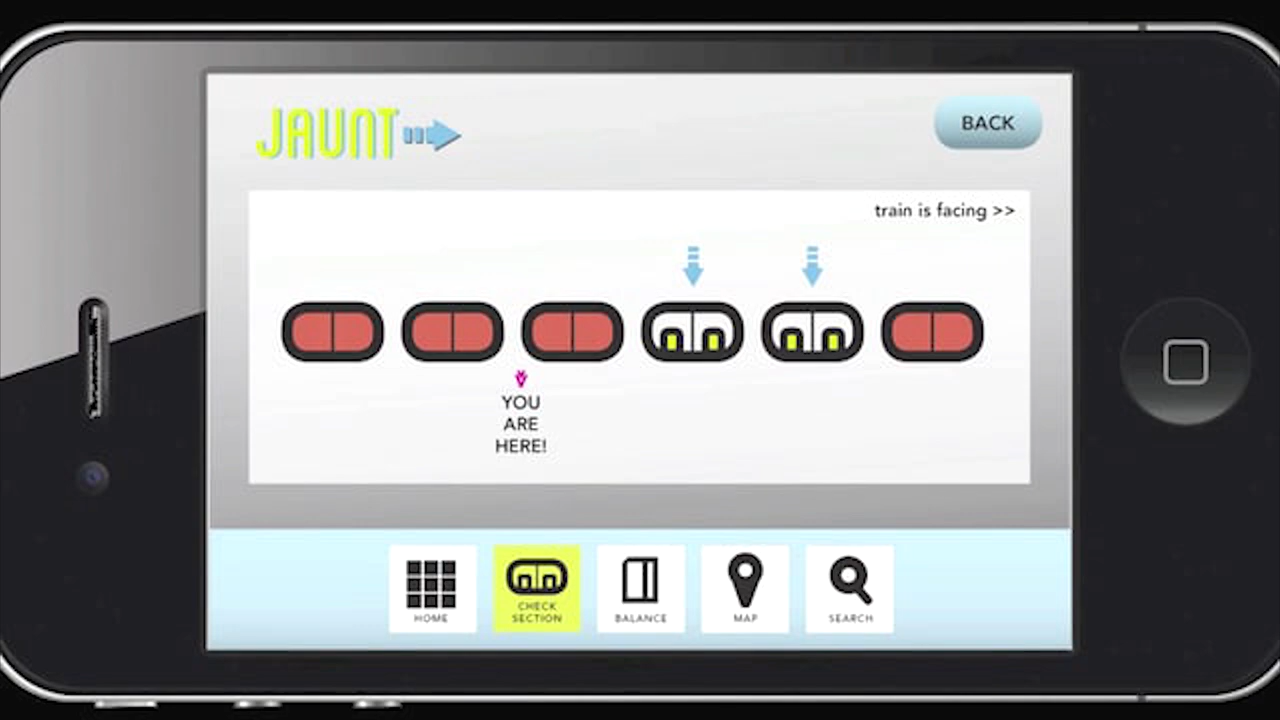 JAUNT
BACK
train is facing >>
YOU
ARE
HERE!
HOME
CHECK
SECTION
BALANCE
MAP
SEARCH